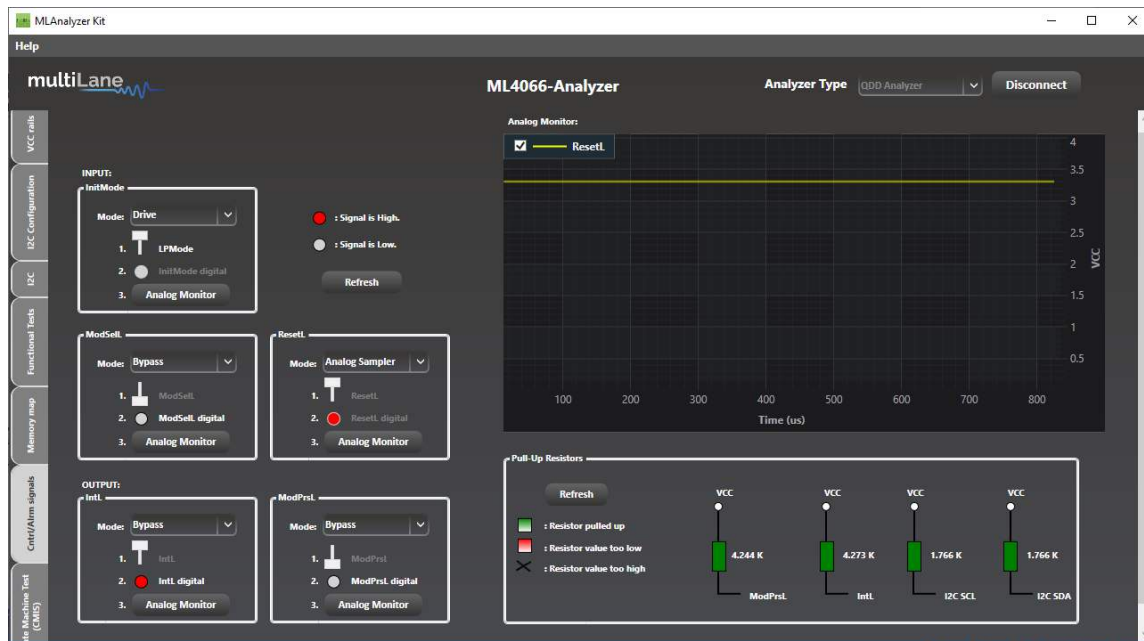 MLAnalyzer Kit
Help
multiLane
ML4066-Analyzer
Analyzer Type
QDD Analyzer
Disconnect
VCC rails
I2C Configuration
I2C
Functional Tests
Memory map
Cntrl/Alrm signals
te Machine Test
(CMIS)
INPUT:
InitMode
Mode: Drive
1. LPMode
2. InitMode digital
3. Analog Monitor
: Signal is High.
: Signal is Low.
Refresh
ModSelL
Mode: Bypass
1. ModSelL
2. ModSelL digital
3. Analog Monitor
ResetL
Mode: Analog Sampler
1. ResetL
2. ResetL digital
3. Analog Monitor
OUTPUT:
IntL
Mode: Bypass
1. IntL
2. IntL digital
3. Analog Monitor
ModPrsL
Mode: Bypass
1. ModPrsL
2. ModPrsL digital
3. Analog Monitor
Analog Monitor:
ResetL
4
3.5
3
2.5
2
1.5
1
0.5
VCC
100 200 300 400 500 600 700 800
Time (us)
Pull-Up Resistors
Refresh
: Resistor pulled up
: Resistor value too low
: Resistor value too high
VCC VCC VCC VCC
4.244 K 4.273 K 1.766 K 1.766 K
ModPrsL IntL I2C SCL I2C SDA